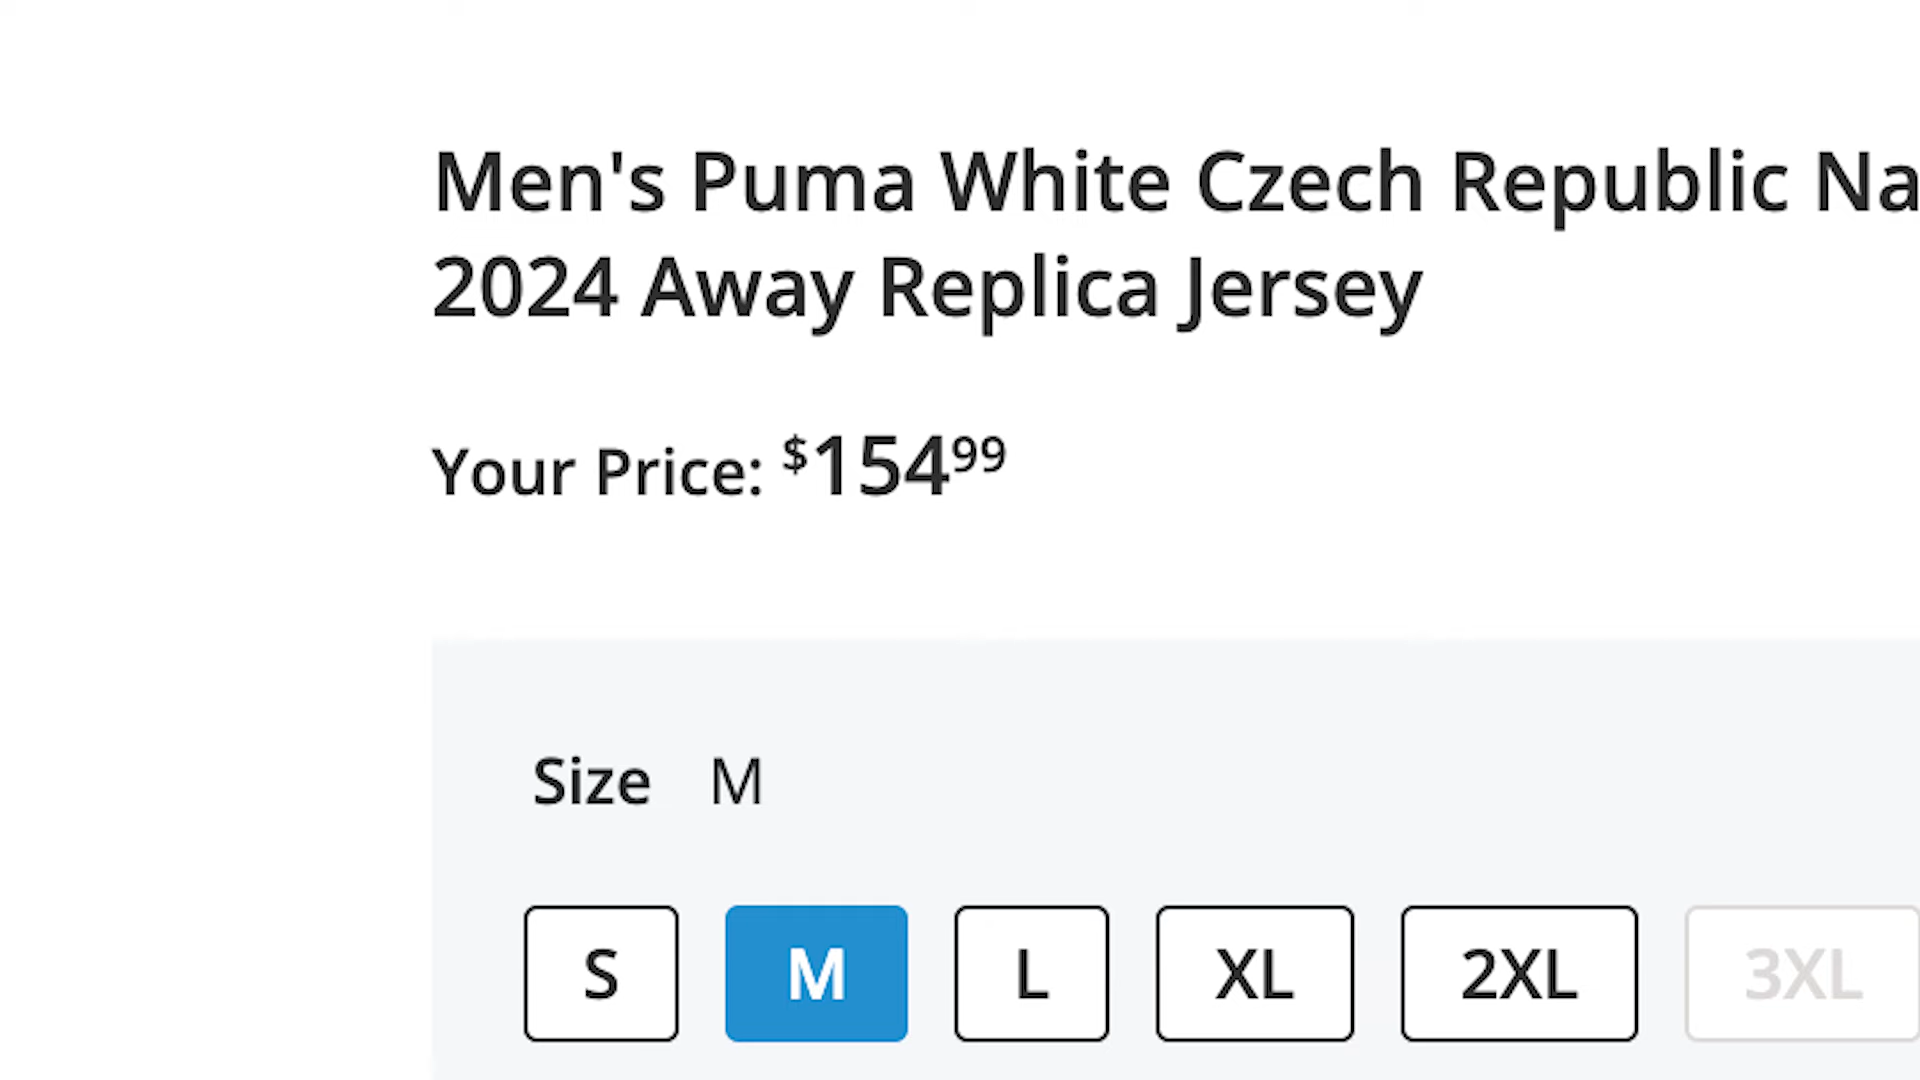 Men's Puma White Czech Republic Na
2024 Away Replica Jersey
Your Price: $15499
Size M
S M L XL 2XL 3XL